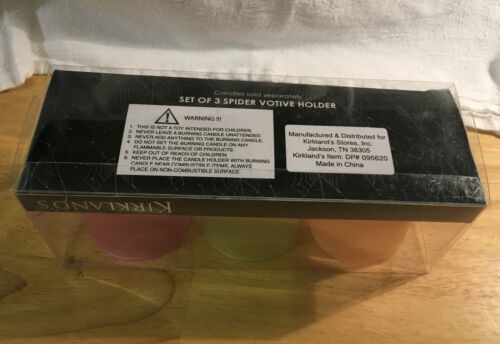 Candles sold separately
SET OF 3 SPIDER VOTIVE HOLDER
WARNING !!!
1. THIS IS NOT A TOY INTENDED FOR CHILDREN.
2. NEVER LEAVE A BURNING CANDLE UNATTENDED.
3. NEVER ADD ANYTHING TO THE BURNING CANDLE.
4. DO NOT SET THE BURNING CANDLE ON ANY
FLAMMABLE SURFACE OR PRODUCTS.
5. KEEP OUT OF REACH OF CHILDREN.
6. NEVER PLACE THE CANDLE HOLDER WITH BURNING
CANDLE NEAR COMBUSTIBLE ITEMS, ALWAYS
PLACE ON NON-COMBUSTIBLE SURFACE.
Manufactured & Distributed for
Kirkland's Stores, Inc.
Jackson, TN 38305
Kirkland's Item: DP# 095620
Made in China
KIRKLAND'S